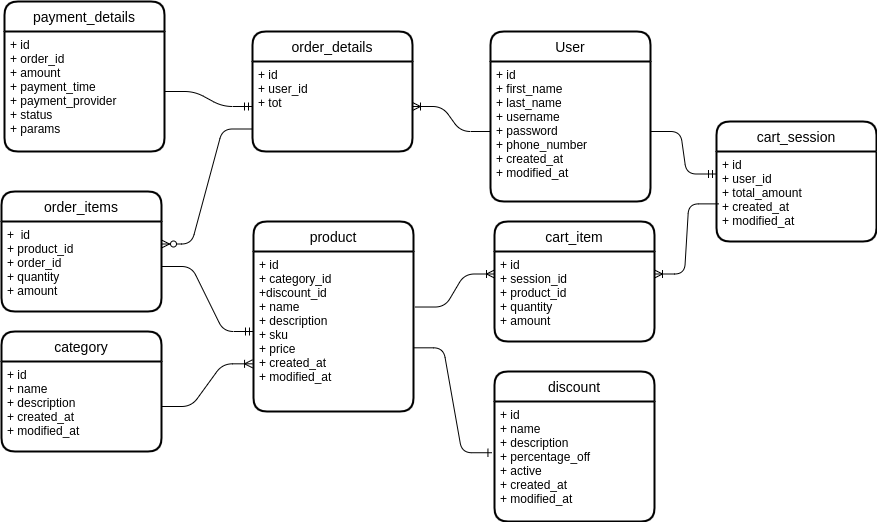 payment_details
+ id
+ order_id
+ amount
+ payment_time
+ payment_provider
+ status
+ params
order_details
+ id
+ user_id
+ tot
User
+ id
+ first_name
+ last_name
+ username
+ password
+ phone_number
+ created_at
+ modified_at
cart_session
+ id
+ user_id
+ total_amount
+ created_at
+ modified_at
order_items
+ id
+ product_id
+ order_id
+ quantity
+ amount
product
+ id
+ category_id
+discount_id
+ name
+ description
+ sku
+ price
+ created_at
+ modified_at
cart_item
+ id
+ session_id
+ product_id
+ quantity
+ amount
category
+ id
+ name
+ description
+ created_at
+ modified_at
discount
+ id
+ name
+ description
+ percentage_off
+ active
+ created_at
+ modified_at